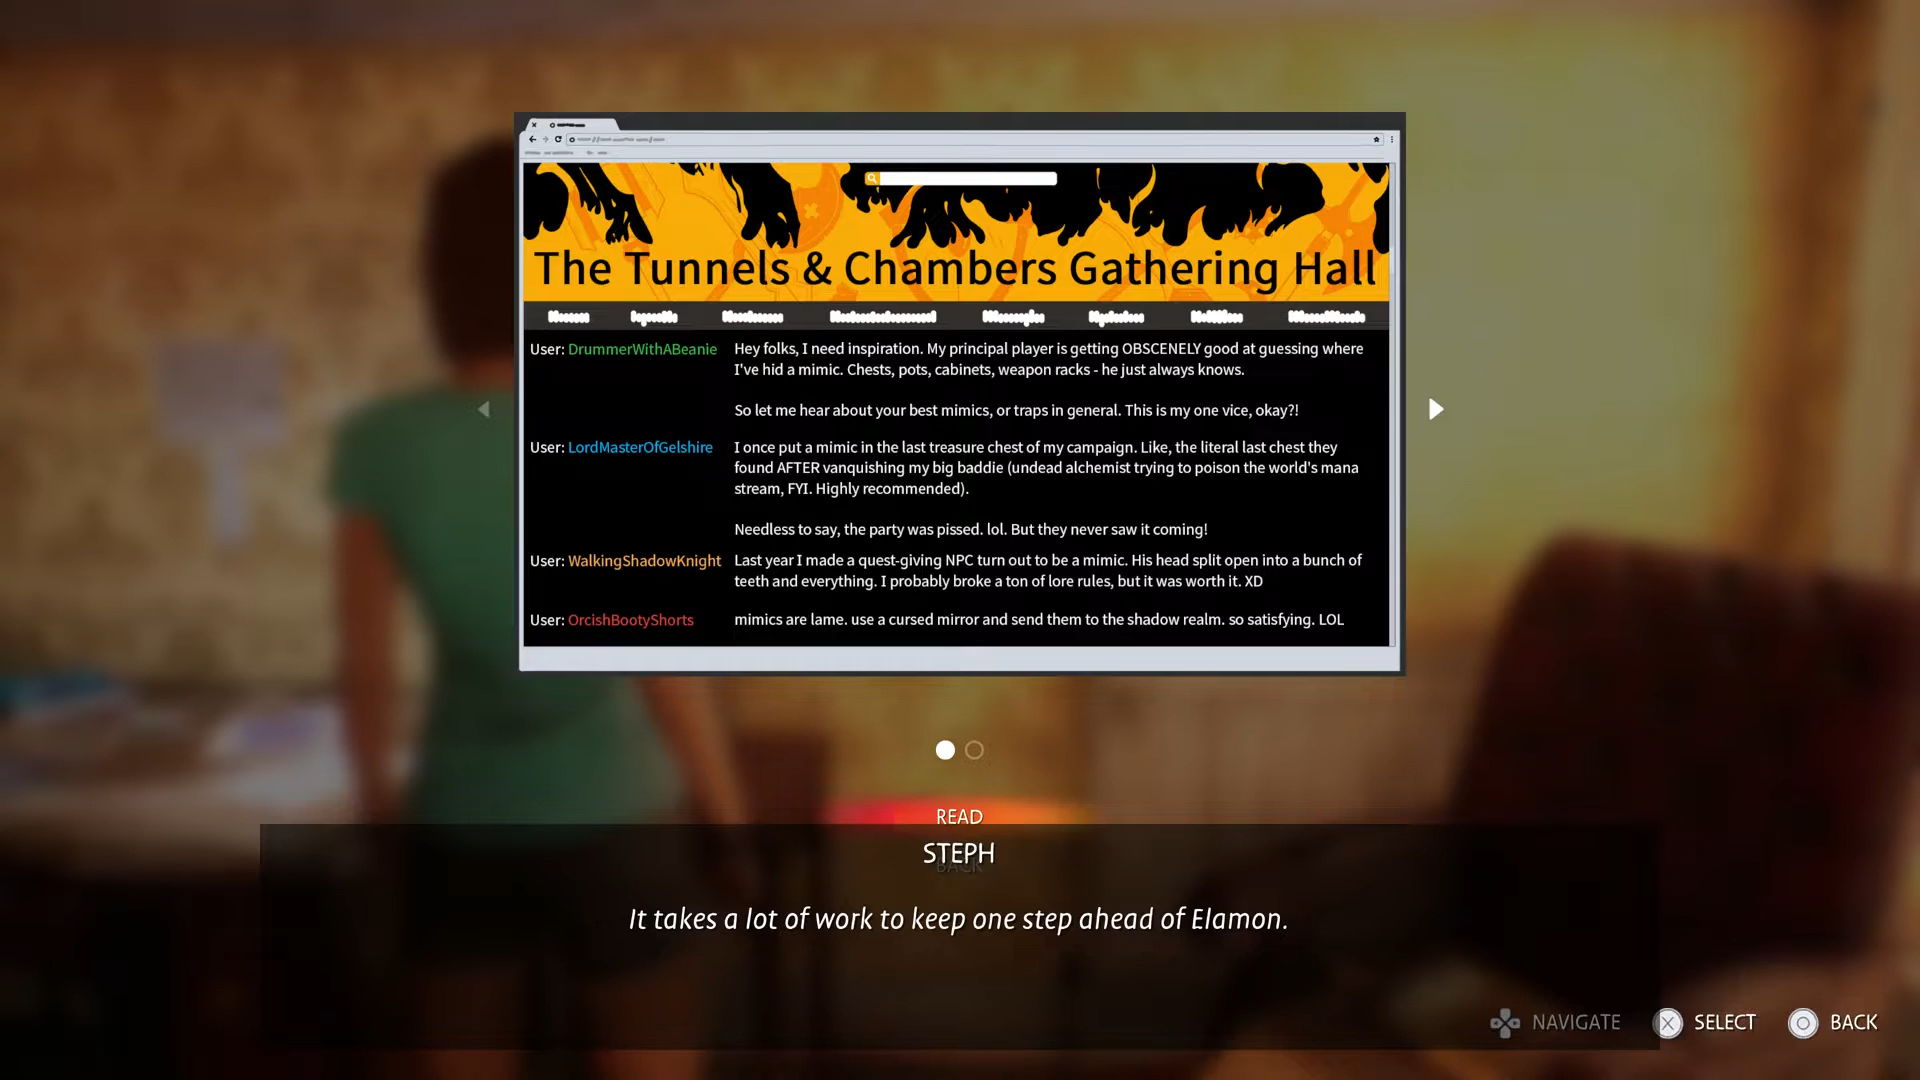 The Tunnels & Chambers Gathering Hall
User: DrummerWithABeanie
Hey folks, I need inspiration. My principal player is getting OBSCENELY good at guessing where
I've hid a mimic. Chests, pots, cabinets, weapon racks - he just always knows.
So let me hear about your best mimics, or traps in general. This is my one vice, okay?!
User: LordMasterOfGelshire
I once put a mimic in the last treasure chest of my campaign. Like, the literal last chest they
found AFTER vanquishing my big baddie (undead alchemist trying to poison the world's mana
stream, FYI. Highly recommended).
Needless to say, the party was pissed. lol. But they never saw it coming!
User: WalkingShadowKnight
Last year I made a quest-giving NPC turn out to be a mimic. His head split open into a bunch of
teeth and everything. I probably broke a ton of lore rules, but it was worth it. XD
User: OrcishBootyShorts
mimics are lame. use a cursed mirror and send them to the shadow realm. so satisfying. LOL
READ
STEPH
BACK
It takes a lot of work to keep one step ahead of Elamon.
NAVIGATE
SELECT
BACK